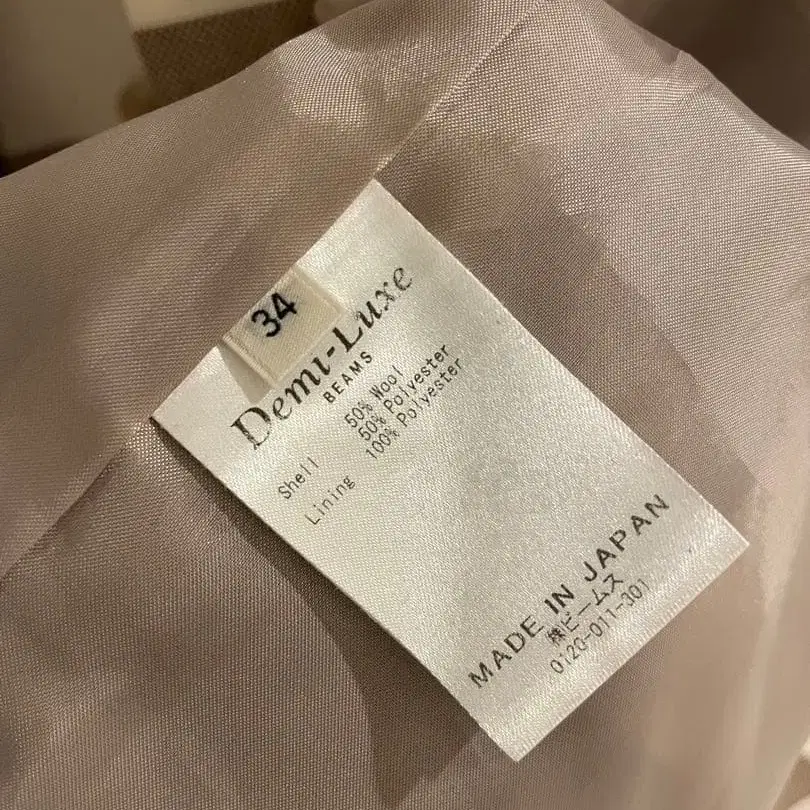 34
Demi-Luxe
BEAMS
Shell 50% Wool
50% Polyester
Lining 100% Polyester
MADE IN JAPAN
㈱ビームス
0120-011-301